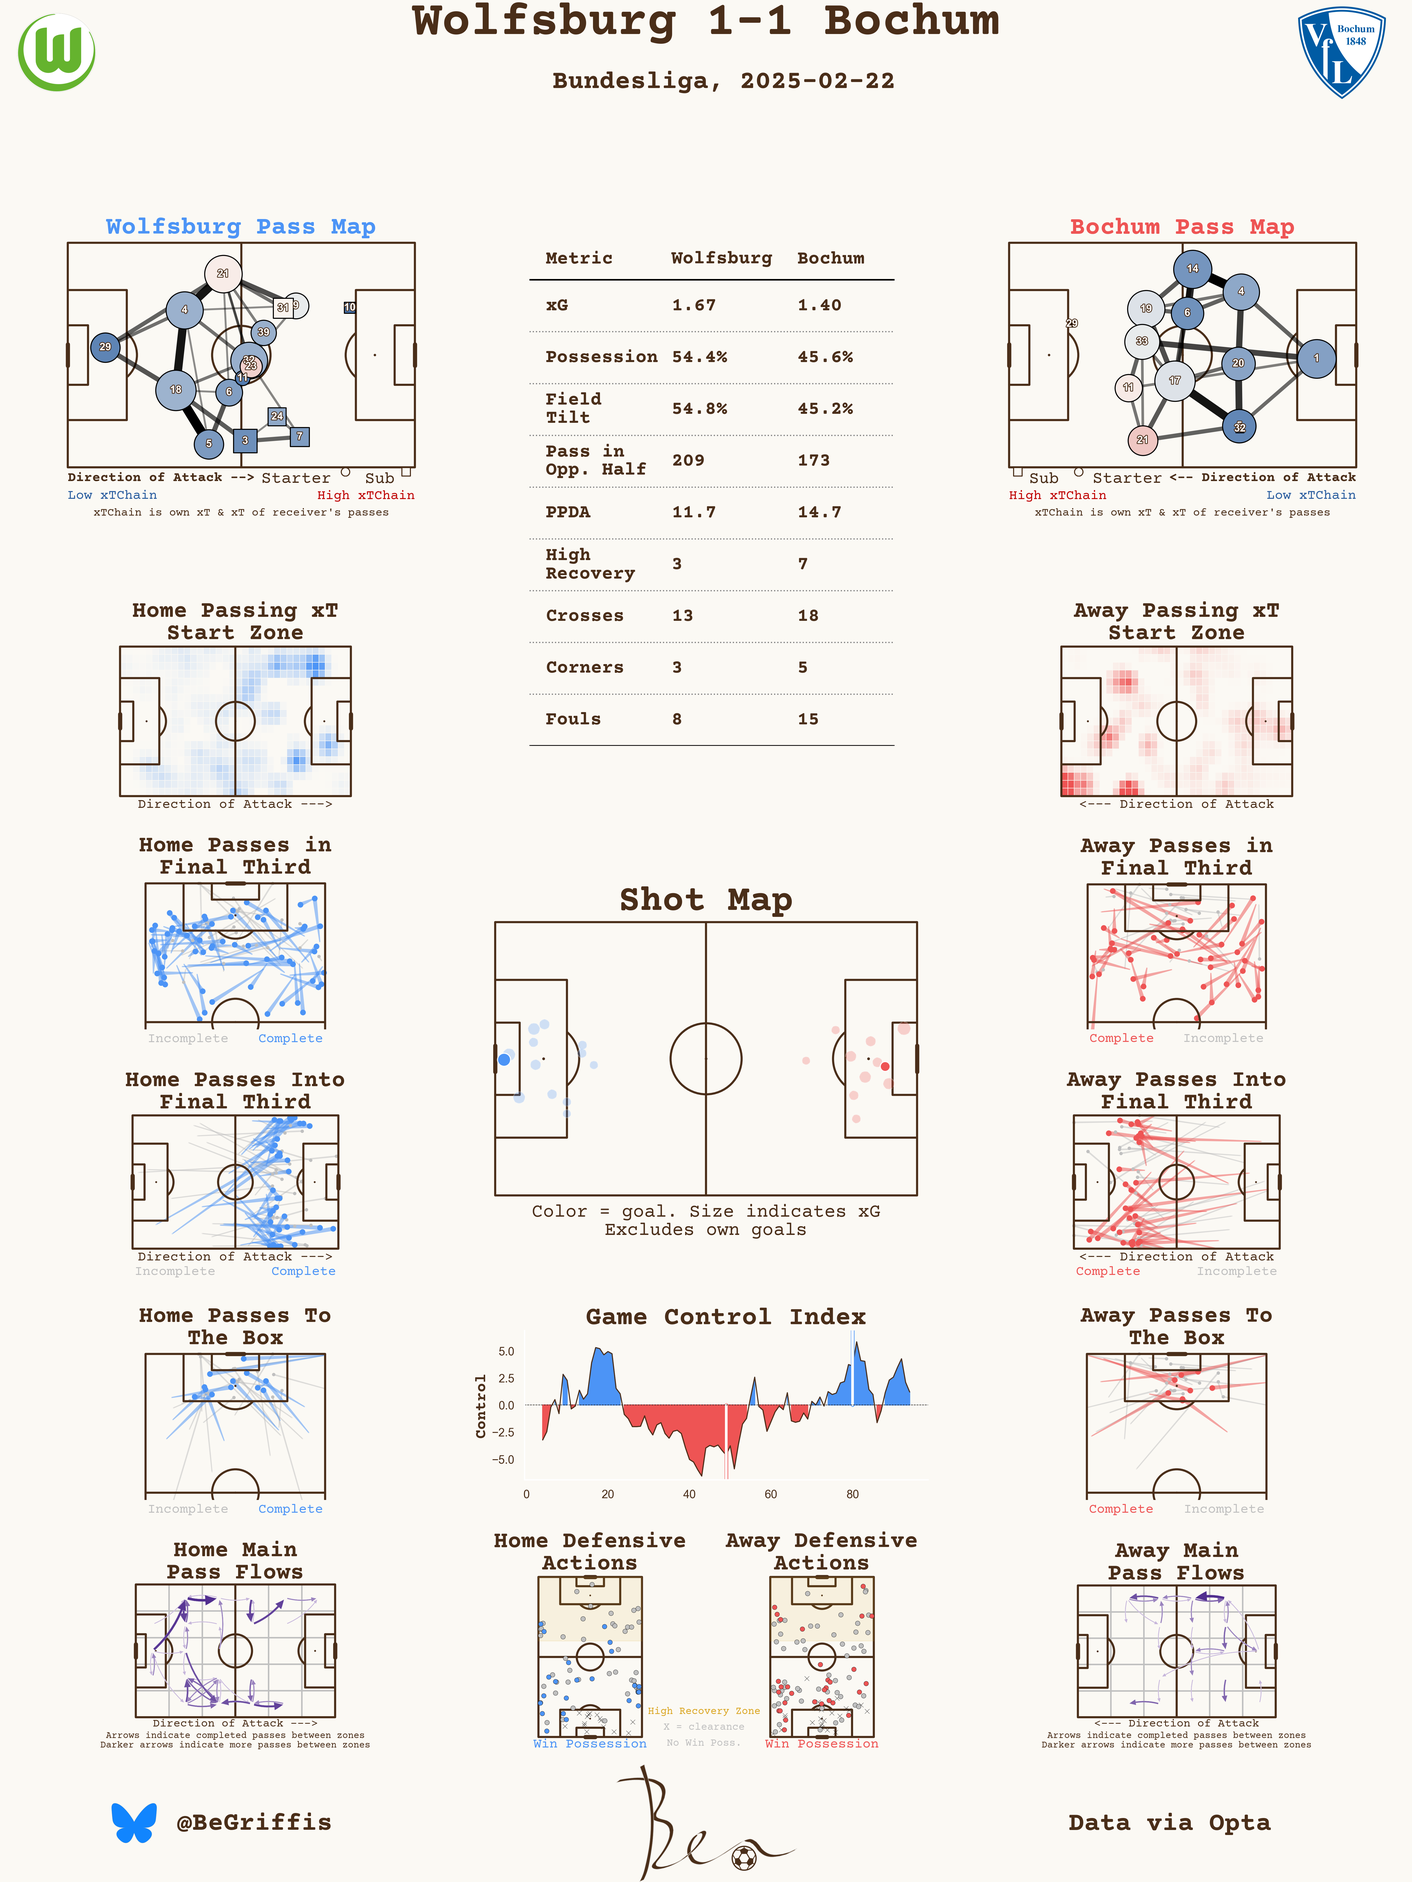 Wolfsburg 1-1 Bochum
Bundesliga, 2025-02-22
W
VfL
Bochum
1848
Wolfsburg Pass Map
21
4
31
9
10
39
29
32
23
11
18
6
24
5
3
7
Direction of Attack --> Starter Sub
Low xTChain High xTChain
xTChain is own xT & xT of receiver's passes
Metric Wolfsburg Bochum
xG 1.67 1.40
Possession 54.4% 45.6%
Field
Tilt 54.8% 45.2%
Pass in
Opp. Half 209 173
PPDA 11.7 14.7
High
Recovery 3 7
Crosses 13 18
Corners 3 5
Fouls 8 15
Bochum Pass Map
14
4
19
6
29
33
1
20
17
11
32
21
Sub Starter <-- Direction of Attack
High xTChain Low xTChain
xTChain is own xT & xT of receiver's passes
Home Passing xT
Start Zone
Direction of Attack --->
Away Passing xT
Start Zone
<--- Direction of Attack
Home Passes in
Final Third
Incomplete Complete
Away Passes in
Final Third
Complete Incomplete
Shot Map
Color = goal. Size indicates xG
Excludes own goals
Home Passes Into
Final Third
Direction of Attack --->
Incomplete Complete
Away Passes Into
Final Third
<--- Direction of Attack
Complete Incomplete
Home Passes To
The Box
Incomplete Complete
Game Control Index
Control
5.0
2.5
0.0
−2.5
−5.0
0 20 40 60 80
Away Passes To
The Box
Complete Incomplete
Home Main
Pass Flows
Direction of Attack --->
Arrows indicate completed passes between zones
Darker arrows indicate more passes between zones
Home Defensive
Actions
Win Possession
Away Defensive
Actions
Win Possession
High Recovery Zone
X = clearance
No Win Poss.
Away Main
Pass Flows
<--- Direction of Attack
Arrows indicate completed passes between zones
Darker arrows indicate more passes between zones
@BeGriffis
Ben
Data via Opta